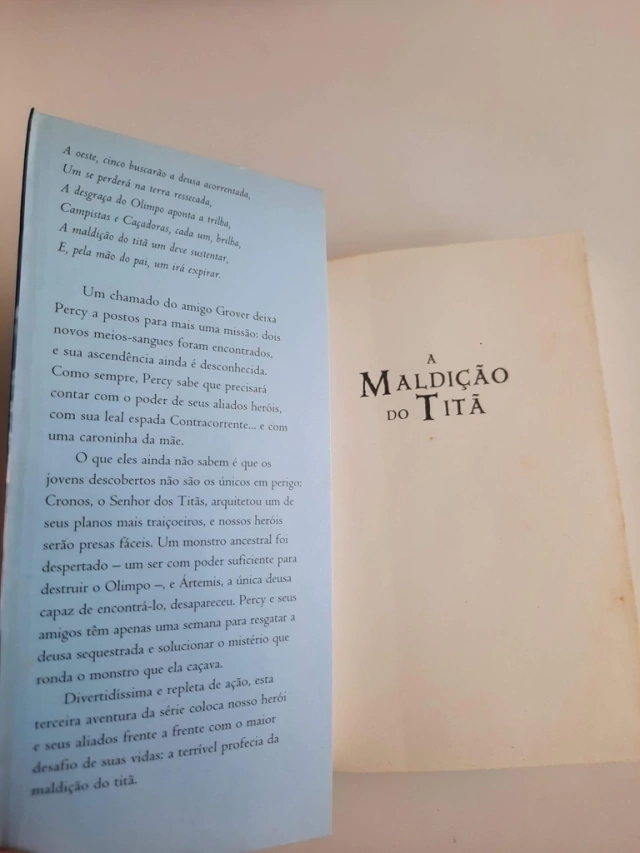 A oeste, cinco buscarão a deusa acorrentada,
Um se perderá na terra ressecada,
A desgraça do Olimpo aponta a trilha,
Campistas e Caçadoras, cada um, brilha,
A maldição do titã um deve sustentar,
E, pela mão do pai, um irá expirar.
Um chamado do amigo Grover deixa
Percy a postos para mais uma missão: dois
novos meios-sangues foram encontrados,
e sua ascendência ainda é desconhecida.
Como sempre, Percy sabe que precisará
contar com o poder de seus aliados heróis,
com sua leal espada Contracorrente... e com
uma caroninha da mãe.
O que eles ainda não sabem é que os
jovens descobertos não são os únicos em perigo:
Cronos, o Senhor dos Titãs, arquitetou um de
seus planos mais traiçoeiros, e nossos heróis
serão presas fáceis. Um monstro ancestral foi
despertado – um ser com poder suficiente para
destruir o Olimpo –, e Ártemis, a única deusa
capaz de encontrá-lo, desapareceu. Percy e seus
amigos têm apenas uma semana para resgatar a
deusa sequestrada e solucionar o mistério que
ronda o monstro que ela caçava.
Divertidíssima e repleta de ação, esta
terceira aventura da série coloca nosso herói
e seus aliados frente a frente com o maior
desafio de suas vidas: a terrível profecia da
maldição do titã.
A
MALDIÇÃO
DO TITÃ